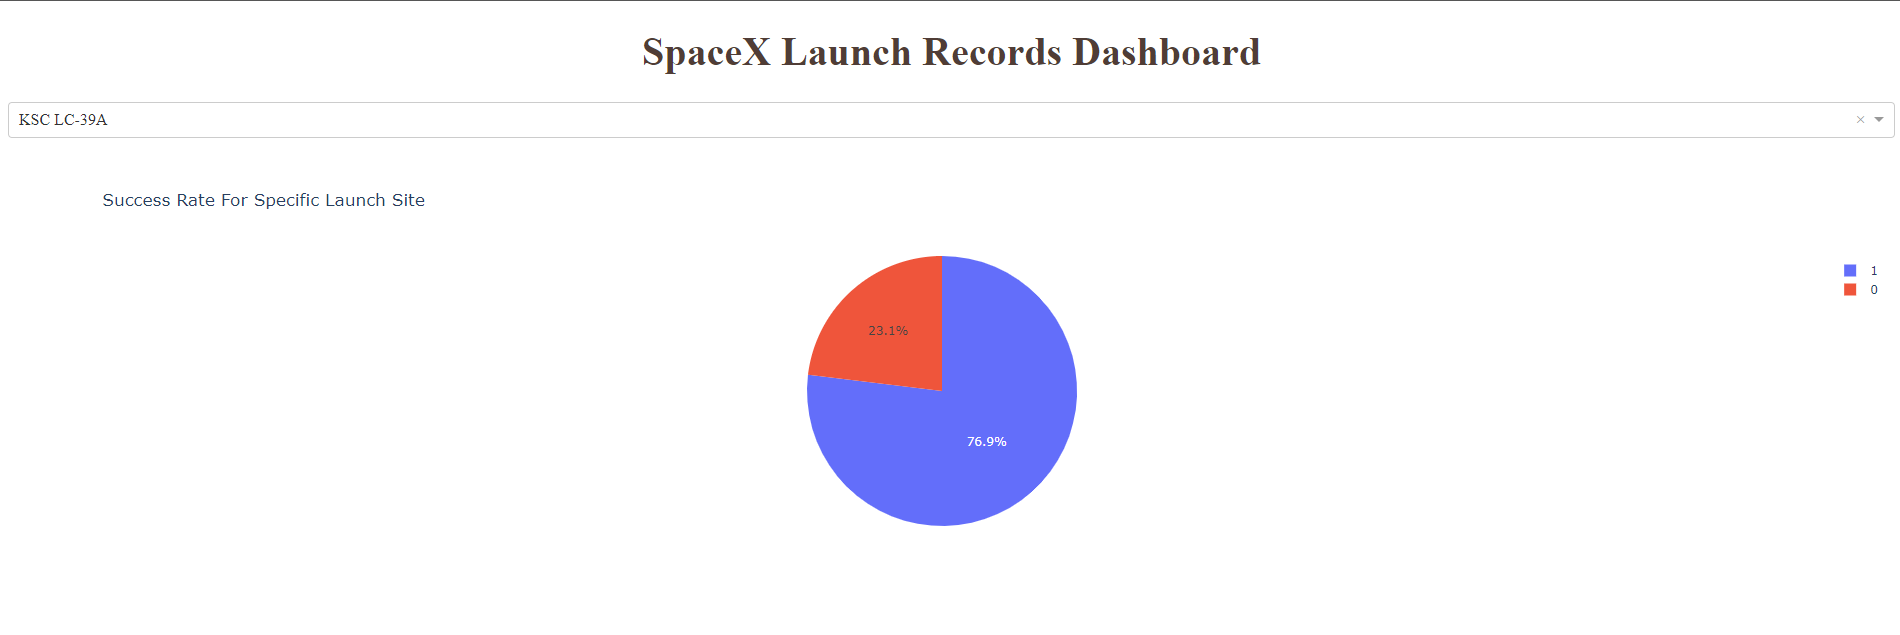 SpaceX Launch Records Dashboard
KSC LC-39A
Success Rate For Specific Launch Site
1
0
23.1%
76.9%